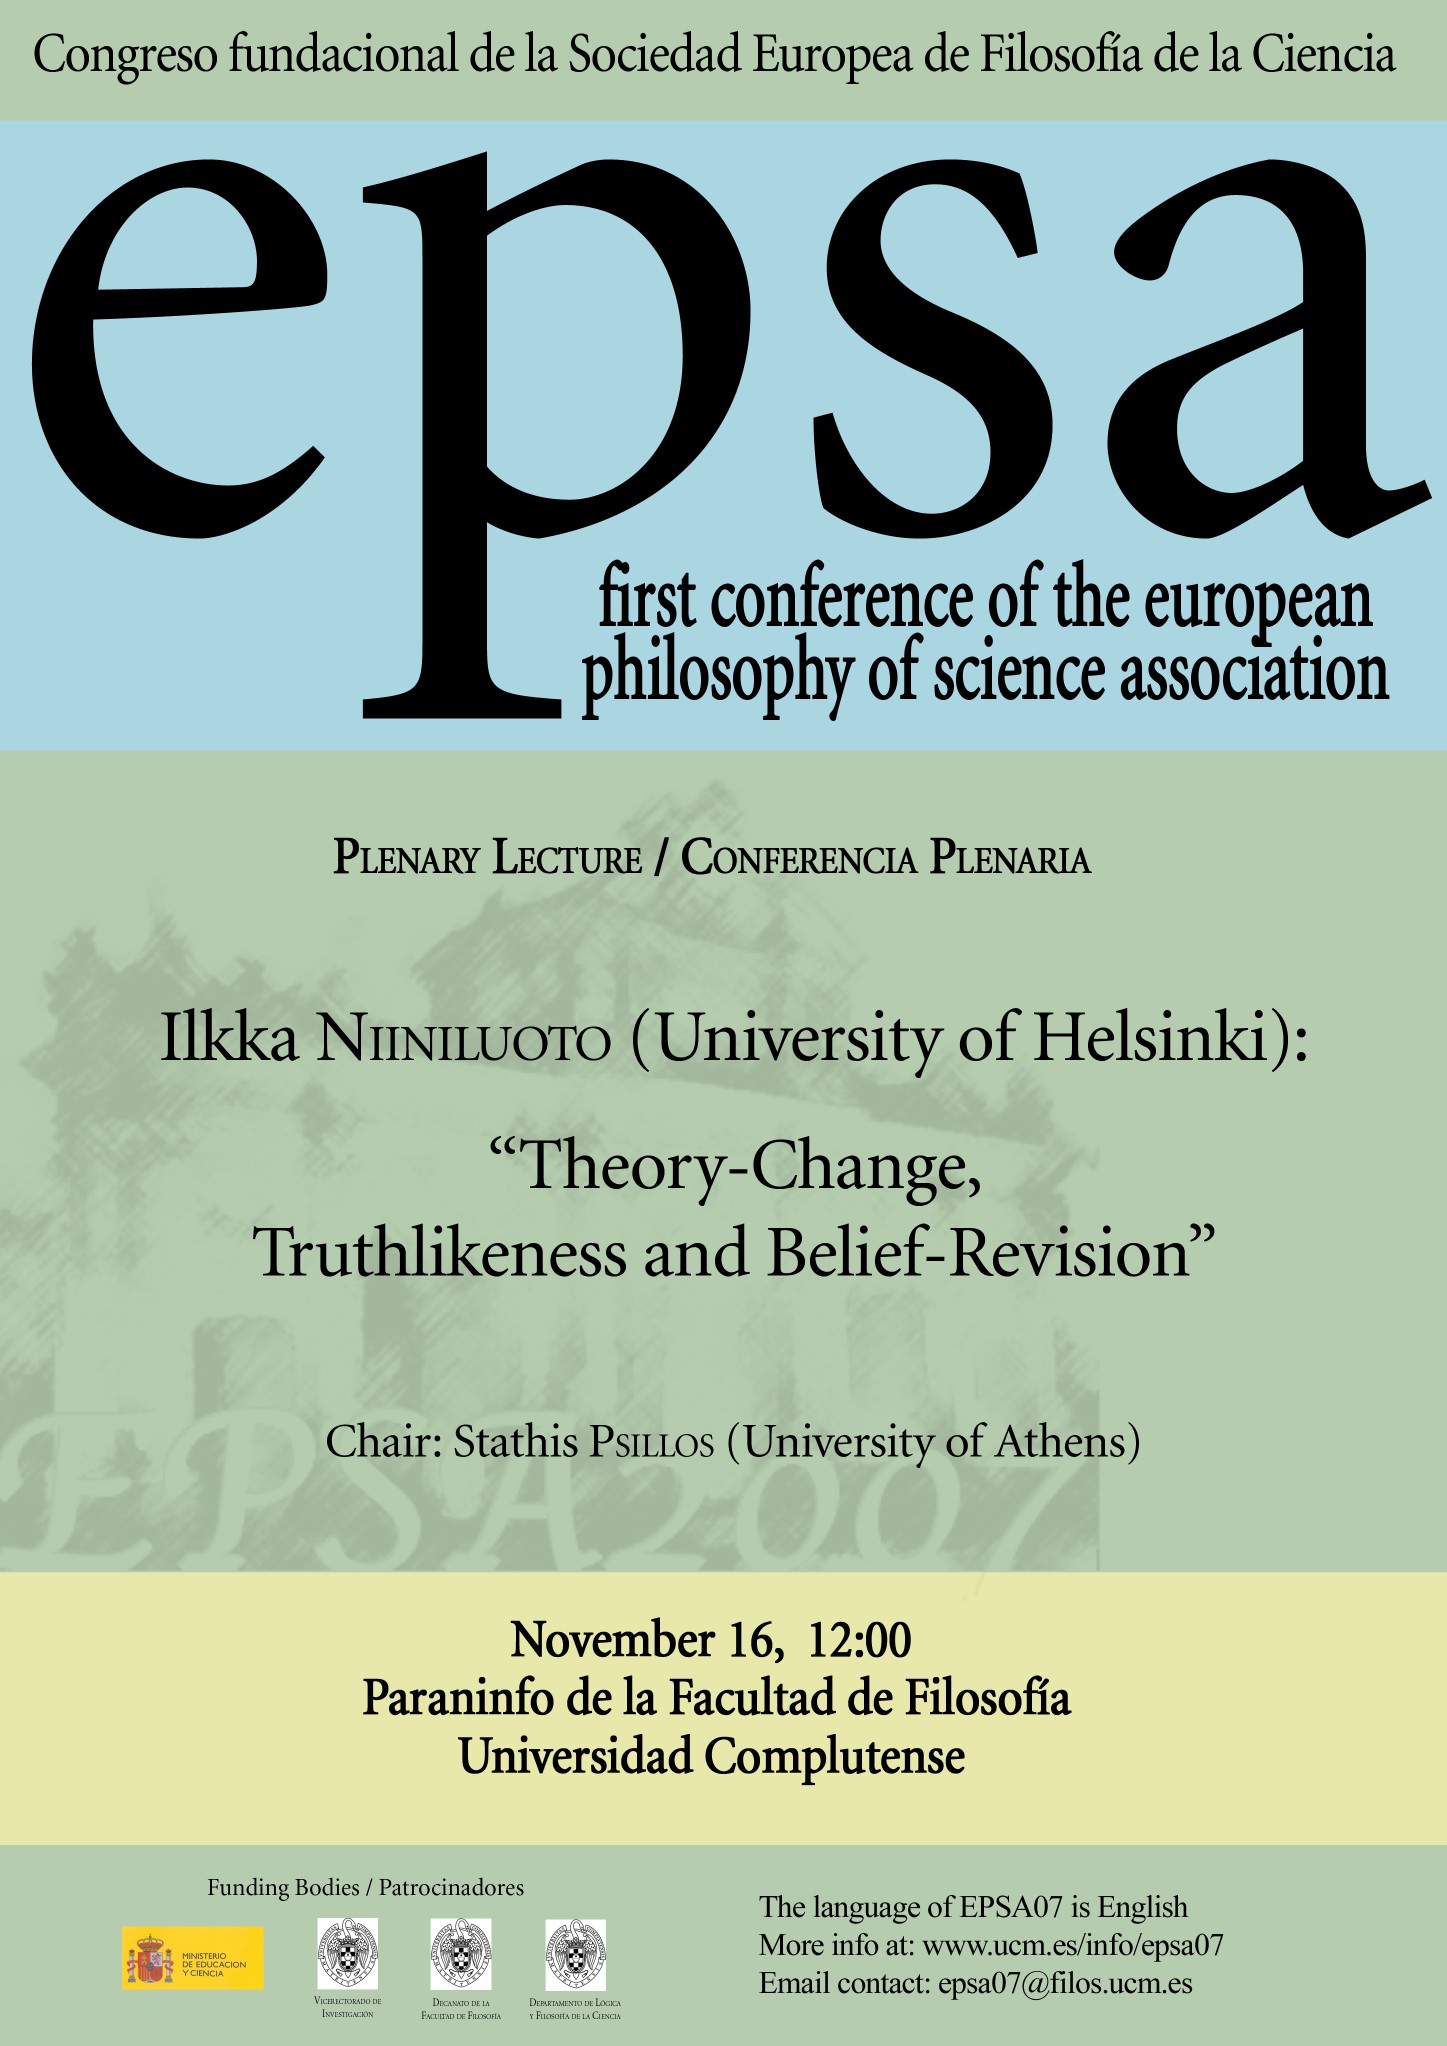 Congreso fundacional de la Sociedad Europea de Filosofía de la Ciencia
epsa
first conference of the european
philosophy of science association
Plenary Lecture / Conferencia Plenaria
Ilkka Niiniluoto (University of Helsinki):
“Theory-Change,
Truthlikeness and Belief-Revision”
Chair: Stathis Psillos (University of Athens)
EPSA2007
November 16, 12:00
Paraninfo de la Facultad de Filosofía
Universidad Complutense
Funding Bodies / Patrocinadores
MINISTERIO
DE EDUCACION
Y CIENCIA
Vicerectorado de
Investigación
Decanato de la
Facultad de Filosofía
Departamento de Lógica
y Filosofía de la Ciencia
The language of EPSA07 is English
More info at: www.ucm.es/info/epsa07
Email contact: epsa07@filos.ucm.es